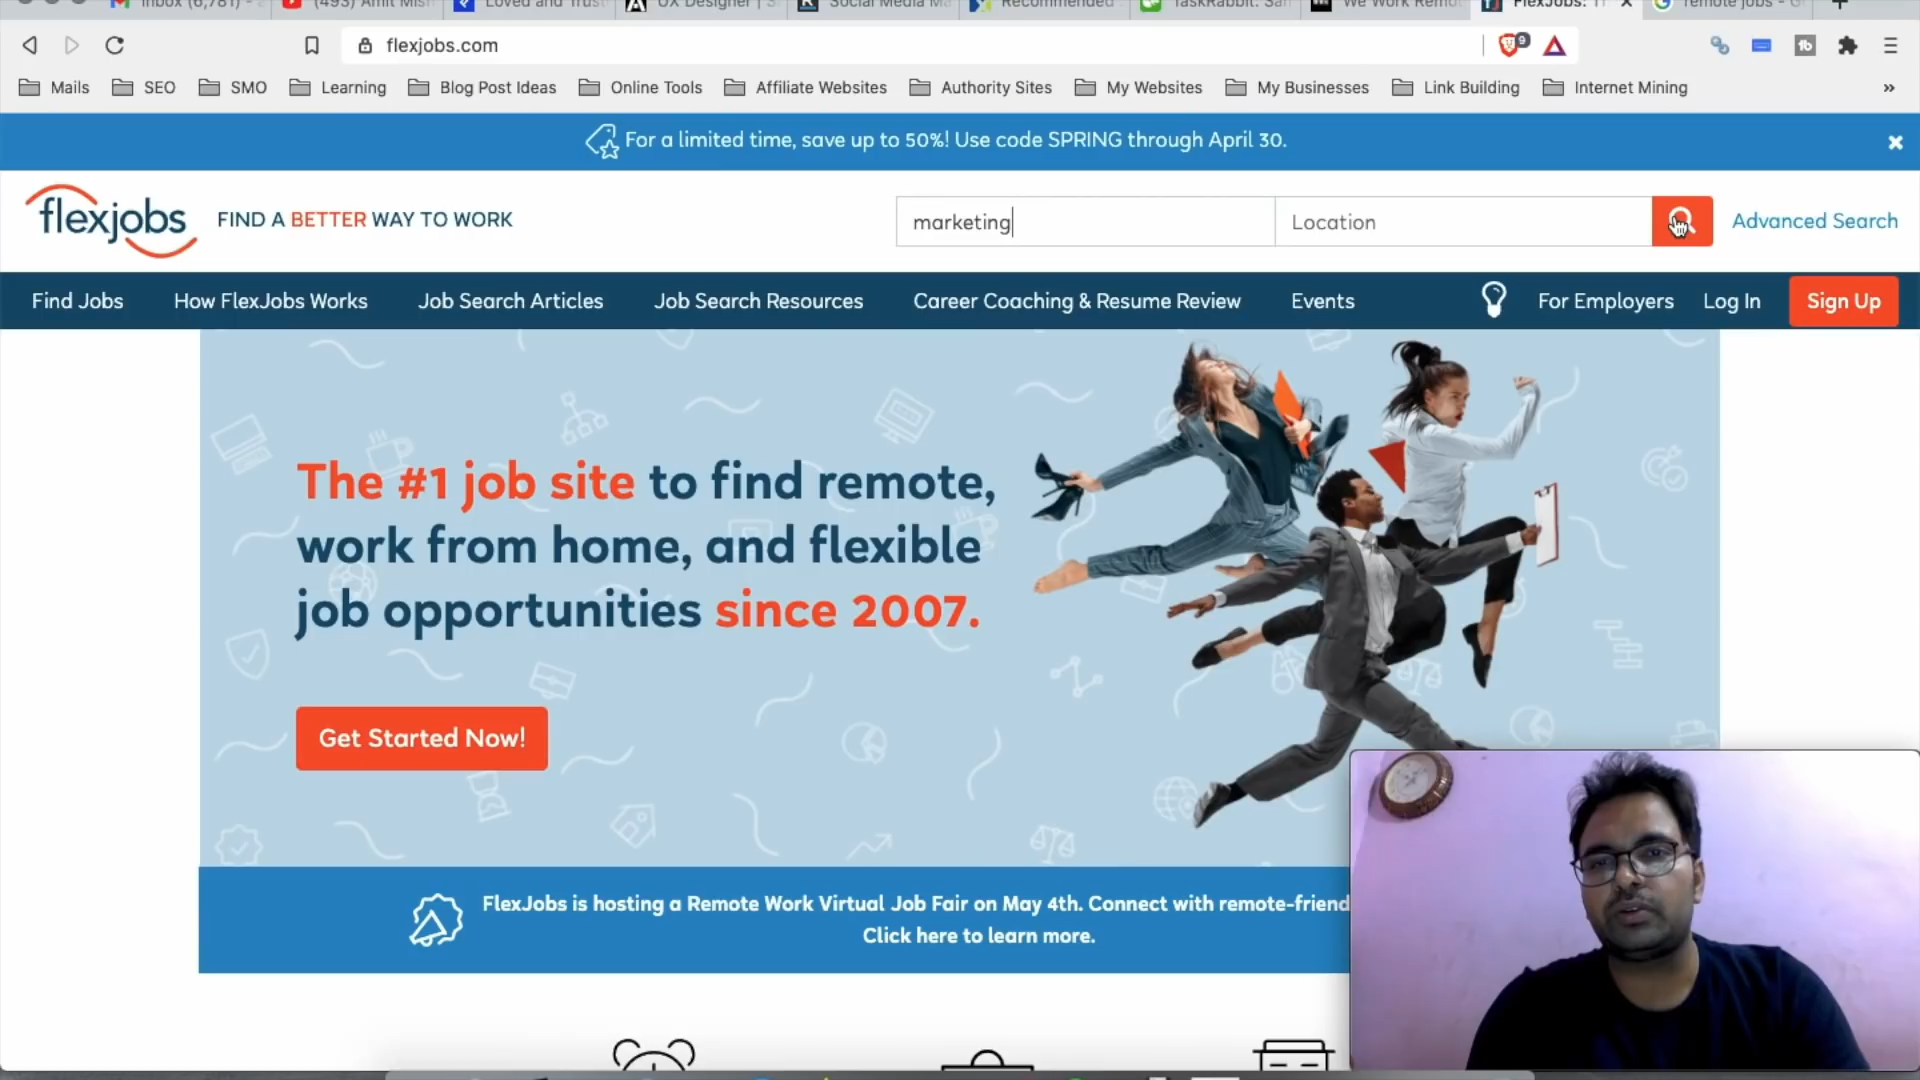 Inbox (6,781) - a
(493) Amit Mish
Loved and Trust
UX Designer | S
Social Media Ma
Recommended
TaskRabbit: Sam
We Work Remo
FlexJobs: Th
remote jobs - G
flexjobs.com
9
Mails
SEO
SMO
Learning
Blog Post Ideas
Online Tools
Affiliate Websites
Authority Sites
My Websites
My Businesses
Link Building
Internet Mining
For a limited time, save up to 50%! Use code SPRING through April 30.
flexjobs
FIND A BETTER WAY TO WORK
marketing
Location
Advanced Search
Find Jobs
How FlexJobs Works
Job Search Articles
Job Search Resources
Career Coaching & Resume Review
Events
For Employers
Log In
Sign Up
The #1 job site to find remote,
work from home, and flexible
job opportunities since 2007.
Get Started Now!
FlexJobs is hosting a Remote Work Virtual Job Fair on May 4th. Connect with remote-friend
Click here to learn more.